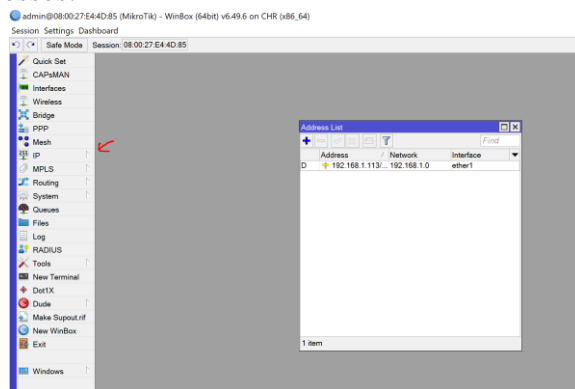 admin@08:00:27:E4:4D:85 (MikroTik) - WinBox (64bit) v6.49.6 on CHR (x86_64)
Session Settings Dashboard
Safe Mode Session: 08:00:27:E4:4D:85
Quick Set
CAPsMAN
Interfaces
Wireless
Bridge
PPP
Mesh
IP
MPLS
Routing
System
Queues
Files
Log
RADIUS
Tools
New Terminal
Dot1X
Dude
Make Supout.rif
New WinBox
Exit
Windows
Address List
Find
Address / Network Interface
D 192.168.1.113/... 192.168.1.0 ether1
1 item